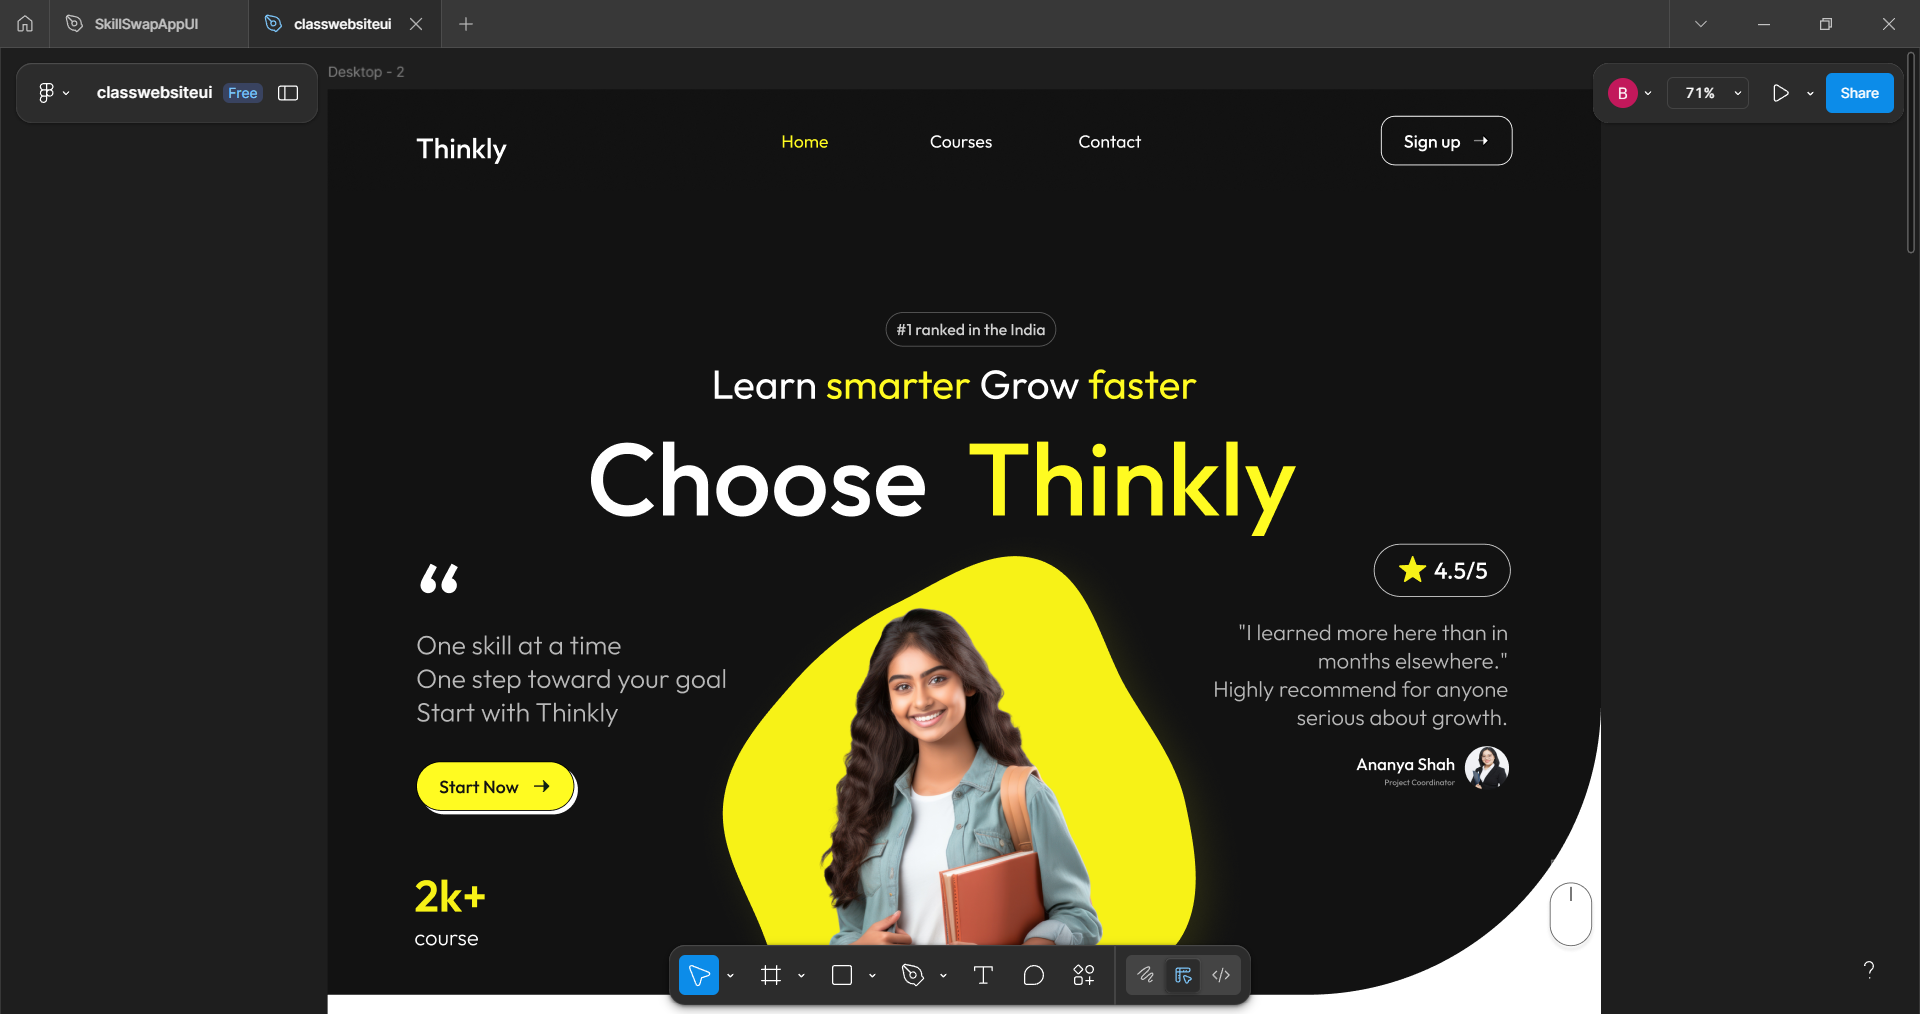 SkillSwapAppUI
classwebsiteui
classwebsiteui Free
Desktop - 2
B
71%
Share
Thinkly
Home
Courses
Contact
Sign up
#1 ranked in the India
Learn smarter Grow faster
Choose Thinkly
“
One skill at a time
One step toward your goal
Start with Thinkly
Start Now
2k+
course
4.5/5
"I learned more here than in
months elsewhere."
Highly recommend for anyone
serious about growth.
Ananya Shah
Project Coordinator
?